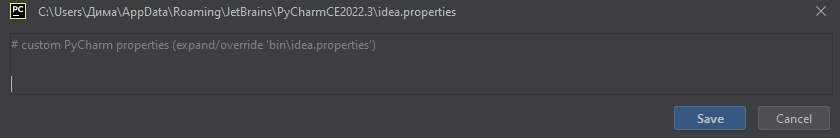 PC C:\Users\Дима\AppData\Roaming\JetBrains\PyCharmCE2022.3\idea.properties
# custom PyCharm properties (expand/override 'bin\idea.properties')
Save Cancel